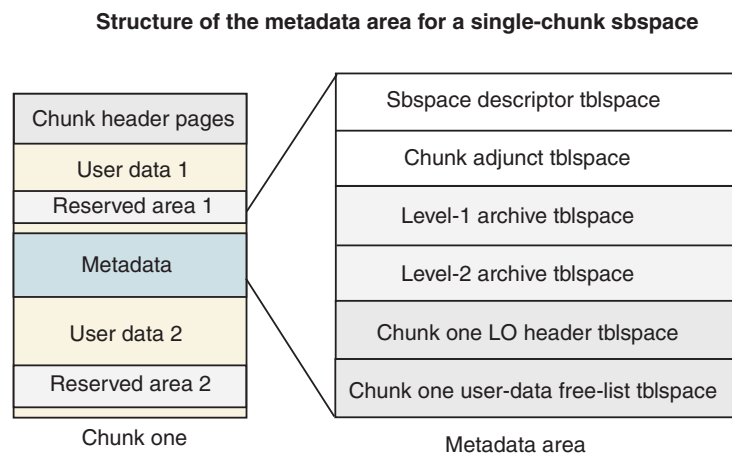 Structure of the metadata area for a single-chunk sbspace
Chunk header pages
User data 1
Reserved area 1
Metadata
User data 2
Reserved area 2
Chunk one
Sbspace descriptor tblspace
Chunk adjunct tblspace
Level-1 archive tblspace
Level-2 archive tblspace
Chunk one LO header tblspace
Chunk one user-data free-list tblspace
Metadata area